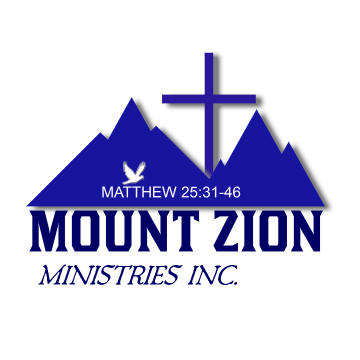 MATTHEW 25:31-46
MOUNT ZION
MINISTRIES INC.